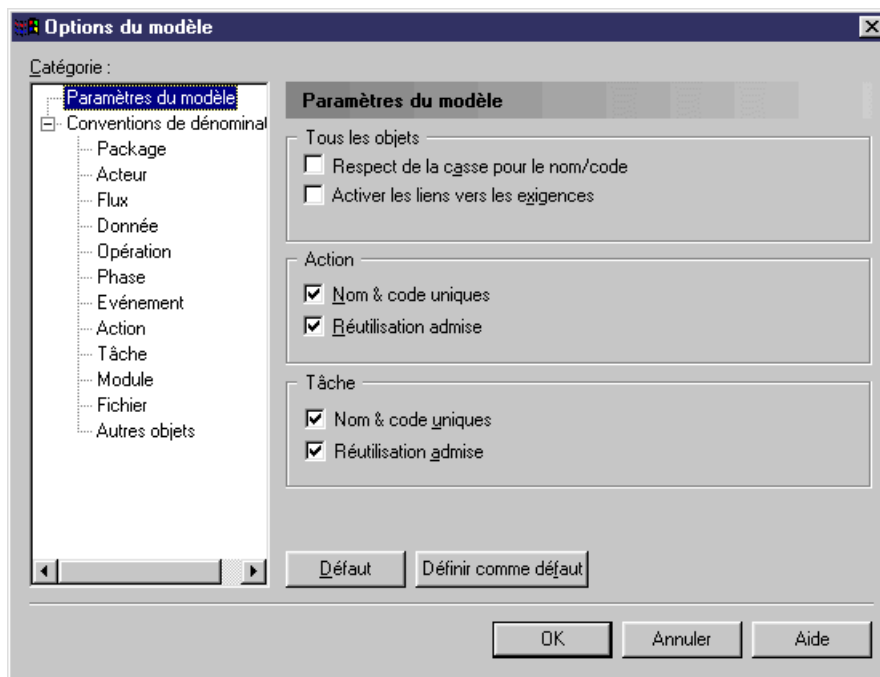 Options du modèle
Catégorie :
Paramètres du modèle
Conventions de dénominat
Package
Acteur
Flux
Donnée
Opération
Phase
Evénement
Action
Tâche
Module
Fichier
Autres objets
Paramètres du modèle
Tous les objets
Respect de la casse pour le nom/code
Activer les liens vers les exigences
Action
Nom & code uniques
Réutilisation admise
Tâche
Nom & code uniques
Réutilisation admise
Défaut
Définir comme défaut
OK
Annuler
Aide